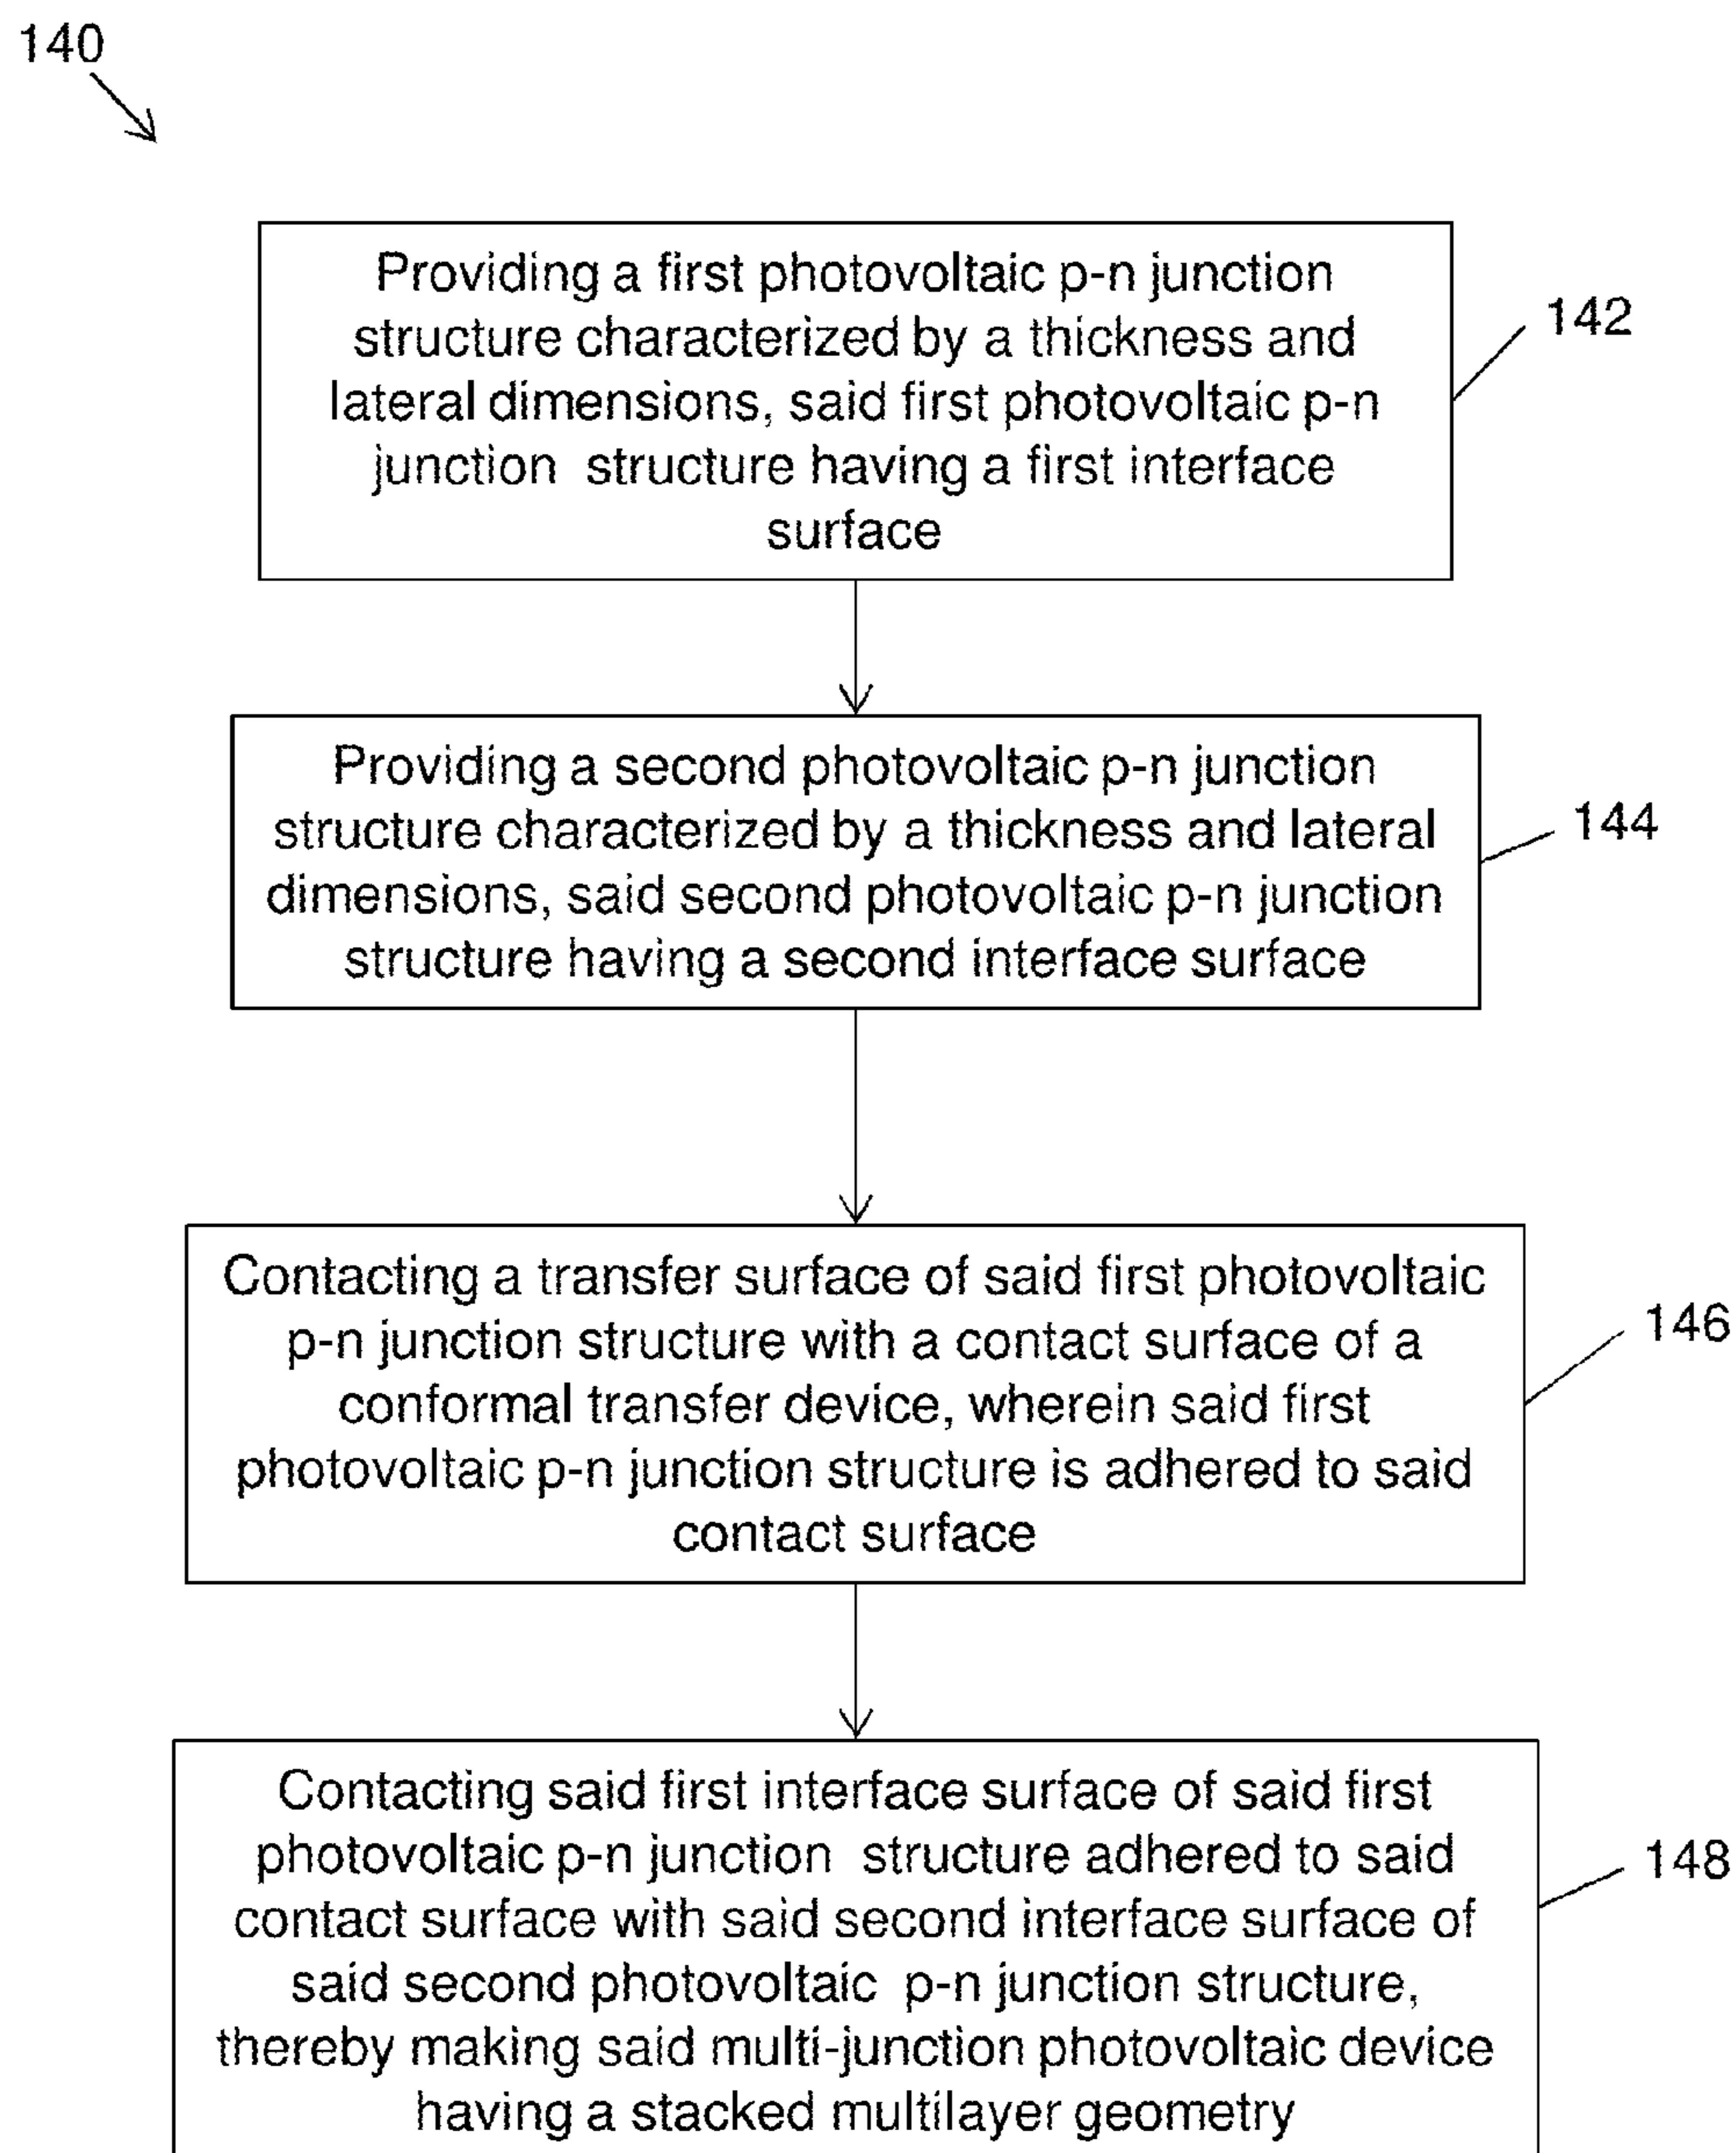 140
Providing a first photovoltaic p-n junction
structure characterized by a thickness and
lateral dimensions, said first photovoltaic p-n
junction structure having a first interface
surface
142
Providing a second photovoltaic p-n junction
structure characterized by a thickness and lateral
dimensions, said second photovoltaic p-n junction
structure having a second interface surface
144
Contacting a transfer surface of said first photovoltaic
p-n junction structure with a contact surface of a
conformal transfer device, wherein said first
photovoltaic p-n junction structure is adhered to said
contact surface
146
Contacting said first interface surface of said first
photovoltaic p-n junction structure adhered to said
contact surface with said second interface surface of
said second photovoltaic p-n junction structure,
thereby making said multi-junction photovoltaic device
having a stacked multilayer geometry
148